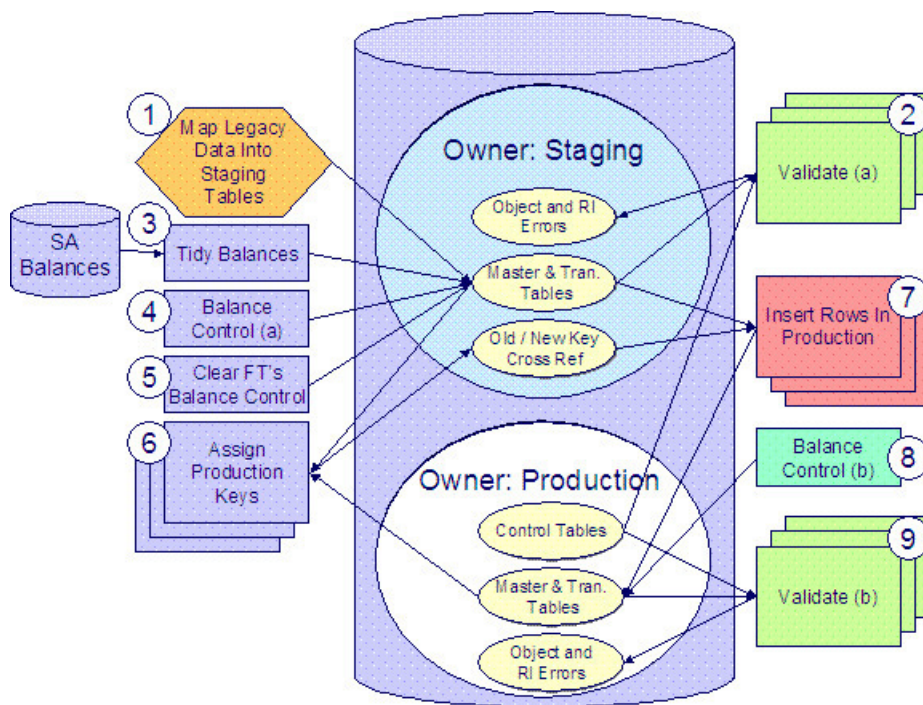 1
Map Legacy
Data Into
Staging
Tables
SA
Balances
3
Tidy Balances
4
Balance
Control (a)
5
Clear FT's
Balance Control
6
Assign
Production
Keys
Owner: Staging
Object and RI
Errors
Master & Tran.
Tables
Old / New Key
Cross Ref
Owner: Production
Control Tables
Master & Tran.
Tables
Object and
RI Errors
2
Validate (a)
7
Insert Rows In
Production
Balance
Control (b)
8
9
Validate (b)